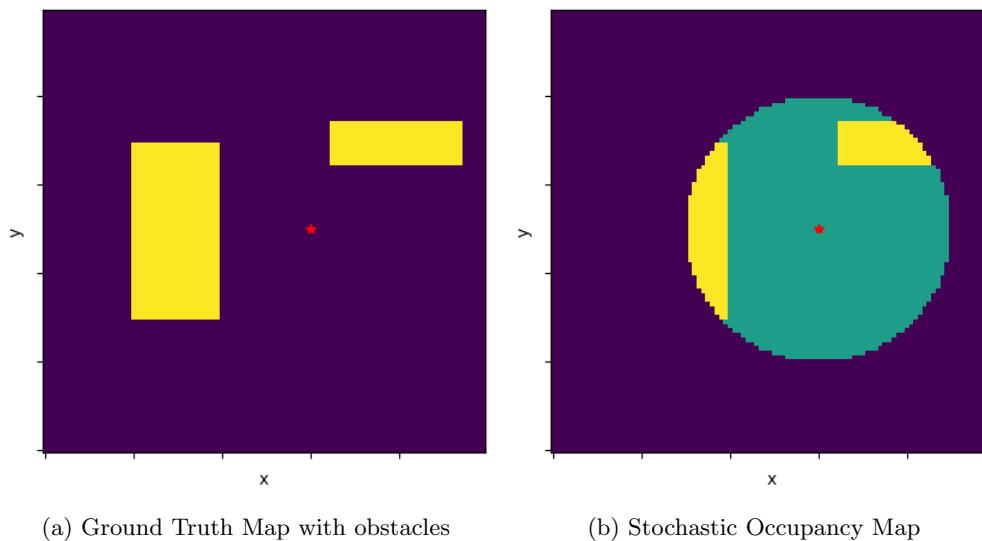 y
x
y
x
(a) Ground Truth Map with obstacles
(b) Stochastic Occupancy Map